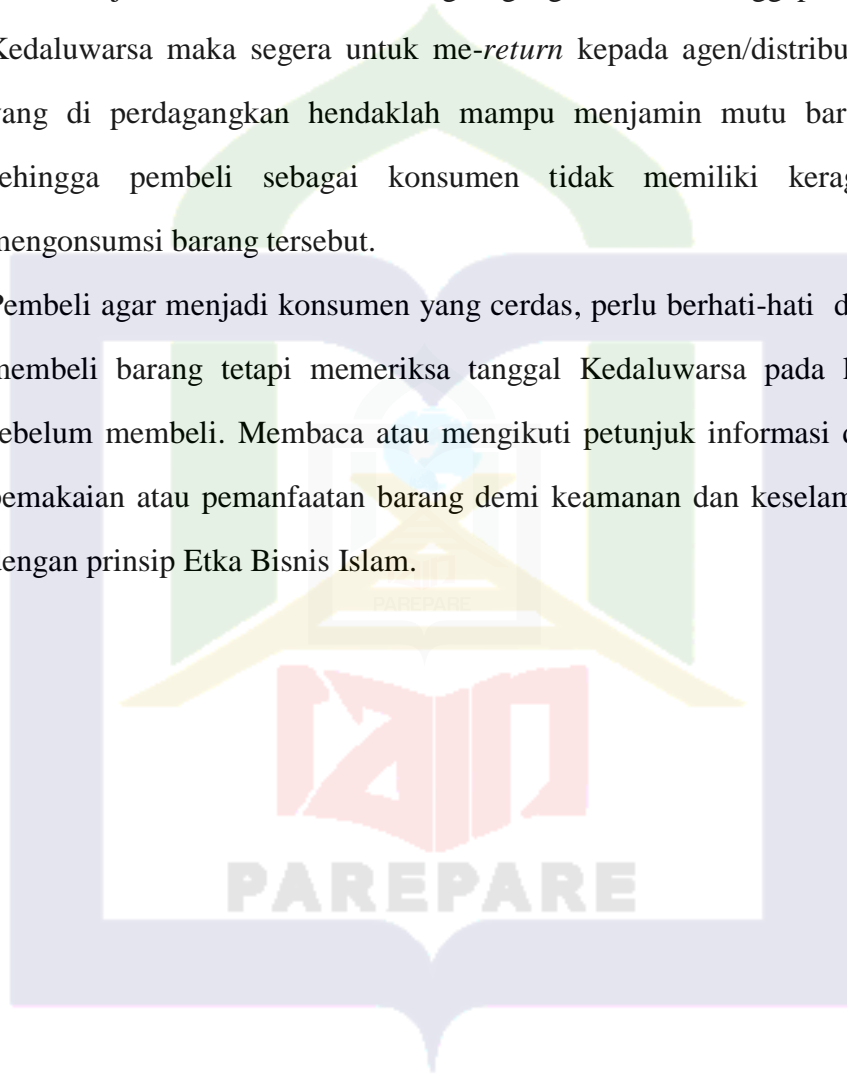 Kedaluwarsa maka segera untuk me-return kepada agen/distribu
yang di perdagangkan hendaklah mampu menjamin mutu bar
sehingga pembeli sebagai konsumen tidak memiliki kerag
mengonsumsi barang tersebut.
Pembeli agar menjadi konsumen yang cerdas, perlu berhati-hati d
membeli barang tetapi memeriksa tanggal Kedaluwarsa pada
sebelum membeli. Membaca atau mengikuti petunjuk informasi d
pemakaian atau pemanfaatan barang demi keamanan dan keselam
dengan prinsip Etka Bisnis Islam.
PAREPARE
PAREPARE